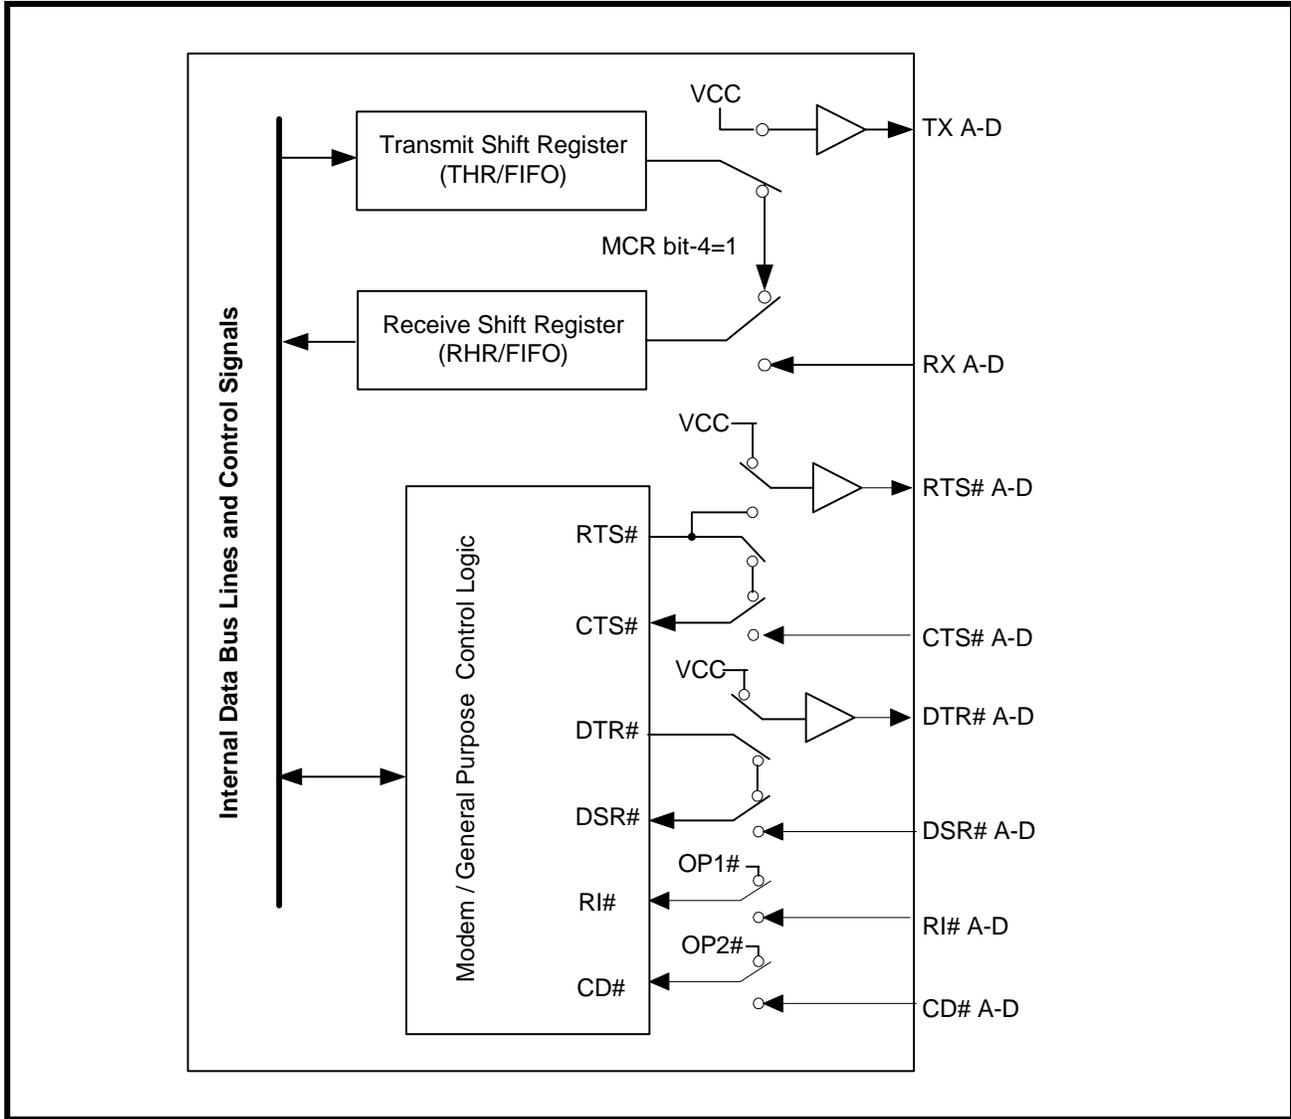 VCC
TX A-D
Transmit Shift Register
(THR/FIFO)
MCR bit-4=1
Receive Shift Register
(RHR/FIFO)
RX A-D
Internal Data Bus Lines and Control Signals
VCC
RTS# A-D
Modem / General Purpose Control Logic
RTS#
CTS#
CTS# A-D
VCC
DTR# A-D
DTR#
DSR#
DSR# A-D
OP1#
RI#
RI# A-D
OP2#
CD#
CD# A-D